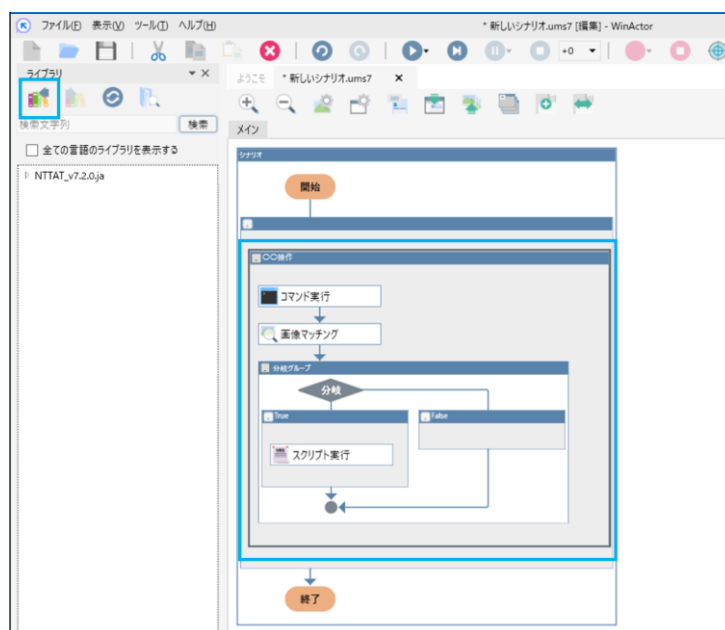 ファイル(F) 表示(V) ツール(T) ヘルプ(H)
* 新しいシナリオ.ums7 [編集] - WinActor
+0
ライブラリ
検索文字列
検索
全ての言語のライブラリを表示する
NTTAT_v7.2.0.ja
ようこそ
* 新しいシナリオ.ums7
メイン
シナリオ
開始
〇〇操作
コマンド実行
画像マッチング
分岐グループ
分岐
True
False
スクリプト実行
終了